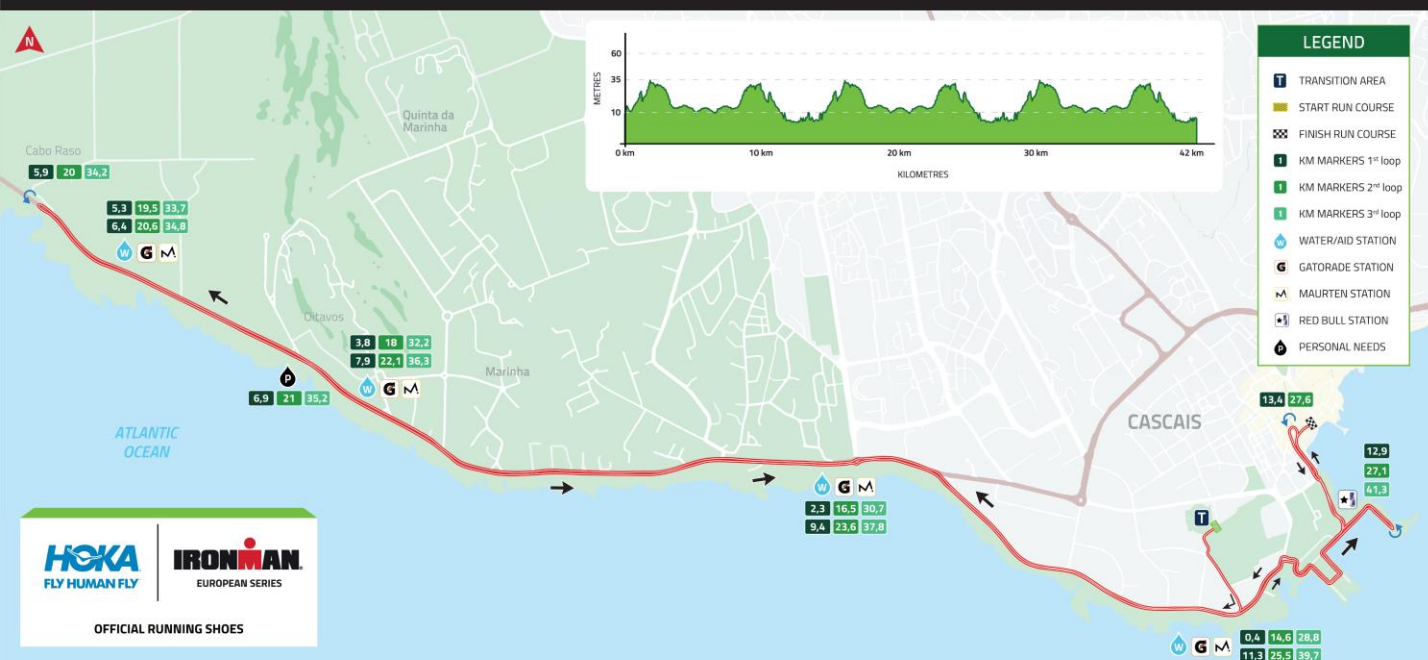 N
60
35
10
METRES
0 km
10 km
20 km
30 km
42 km
KILOMETRES
LEGEND
T TRANSITION AREA
START RUN COURSE
FINISH RUN COURSE
1 KM MARKERS 1st loop
1 KM MARKERS 2nd loop
1 KM MARKERS 3rd loop
W WATER/AID STATION
G GATORADE STATION
MAURTEN STATION
RED BULL STATION
P PERSONAL NEEDS
Quinta da
Marinha
Cabo Raso
5,9 20 34,2
5,3 19,5 33,7
6,4 20,6 34,8
W G
Oitavos
3,8 18 32,2
7,9 22,1 36,3
W G
P
6,9 21 35,2
Marinha
ATLANTIC
OCEAN
W G
2,3 16,5 30,7
9,4 23,6 37,8
CASCAIS
13,4 27,6
12,9
27,1
41,3
T
W G
0,4 14,6 28,8
11,3 25,5 39,7
HOKA
FLY HUMAN FLY
IRONMAN
EUROPEAN SERIES
OFFICIAL RUNNING SHOES